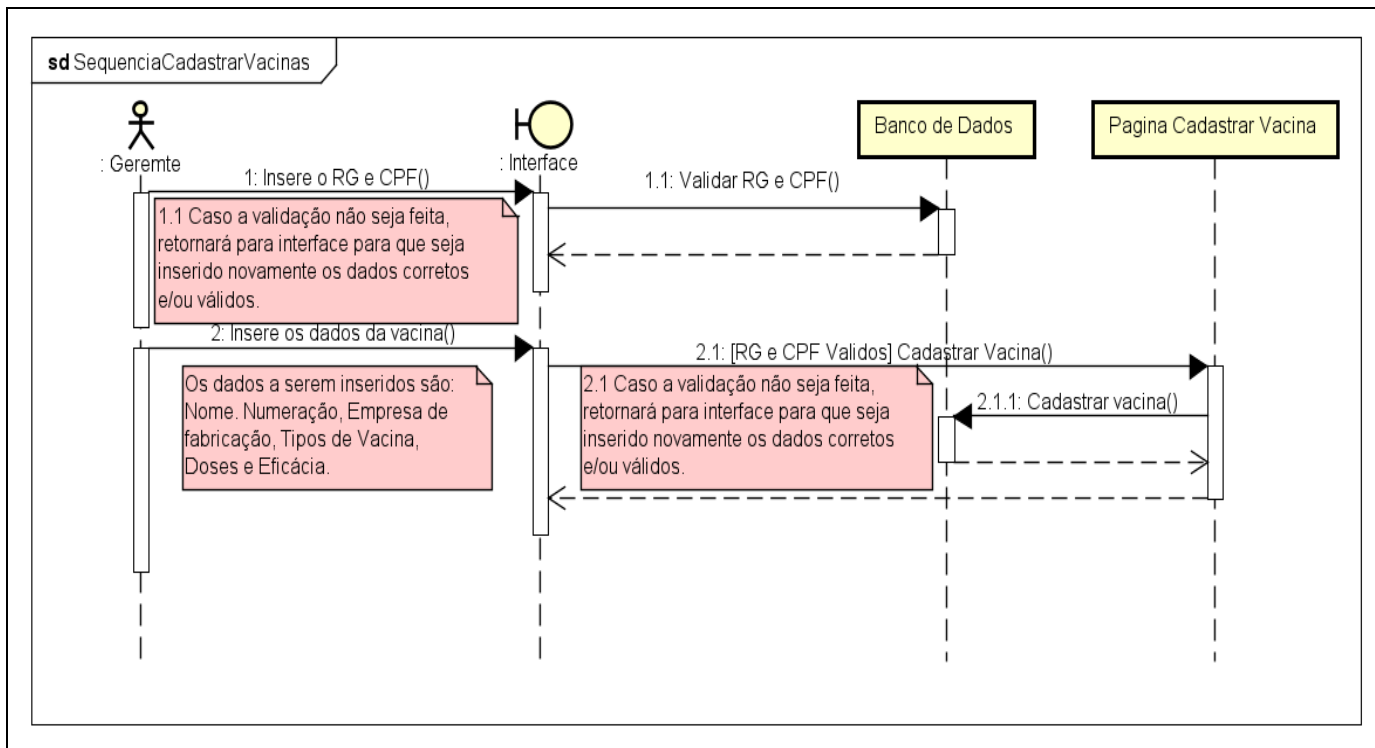 sd SequenciaCadastrarVacinas
: Geremte
: Interface
Banco de Dados
Pagina Cadastrar Vacina
1: Insere o RG e CPF()
1.1: Validar RG e CPF()
1.1 Caso a validação não seja feita,
retornará para interface para que seja
inserido novamente os dados corretos
e/ou válidos.
2: Insere os dados da vacina()
2.1: [RG e CPF Validos] Cadastrar Vacina()
Os dados a serem inseridos são:
Nome. Numeração, Empresa de
fabricação, Tipos de Vacina,
Doses e Eficácia.
2.1 Caso a validação não seja feita,
retornará para interface para que seja
inserido novamente os dados corretos
e/ou válidos.
2.1.1: Cadastrar vacina()